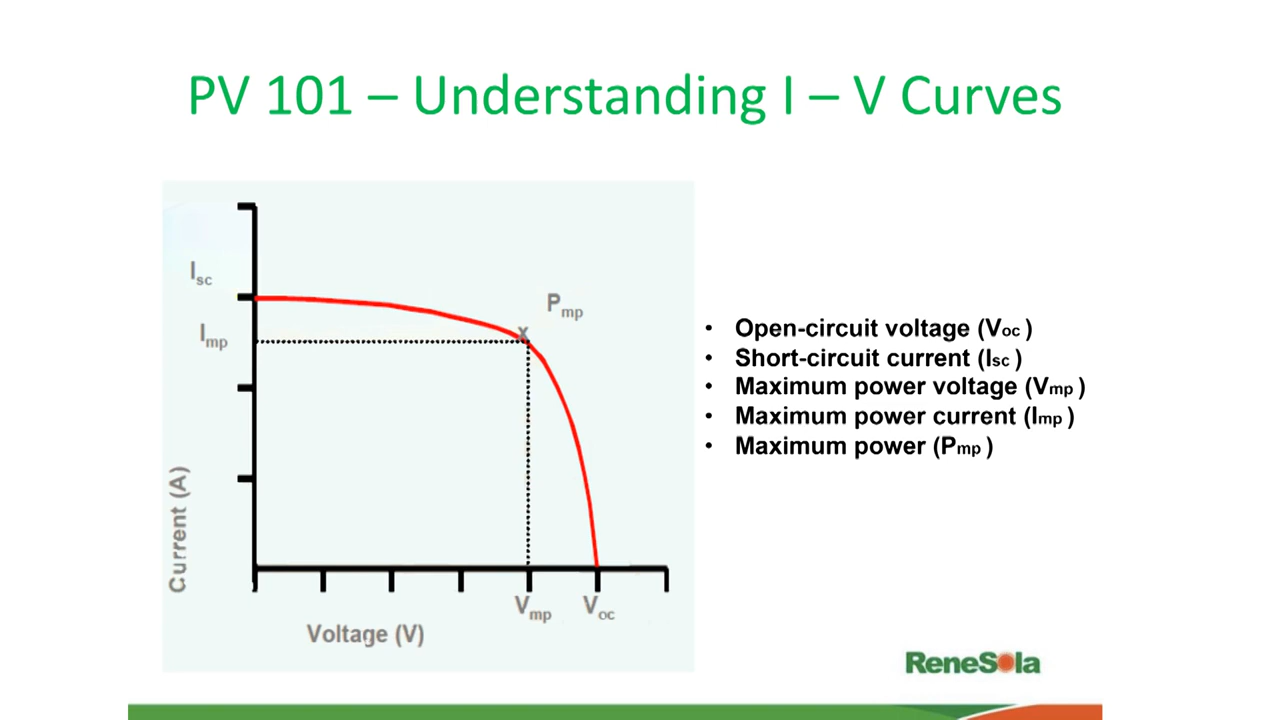 PV 101 – Understanding I – V Curves
Isc
Imp
Pmp
Current (A)
Vmp
Voc
Voltage (V)
• Open-circuit voltage (Voc )
• Short-circuit current (Isc )
• Maximum power voltage (Vmp )
• Maximum power current (Imp )
• Maximum power (Pmp )
ReneSola